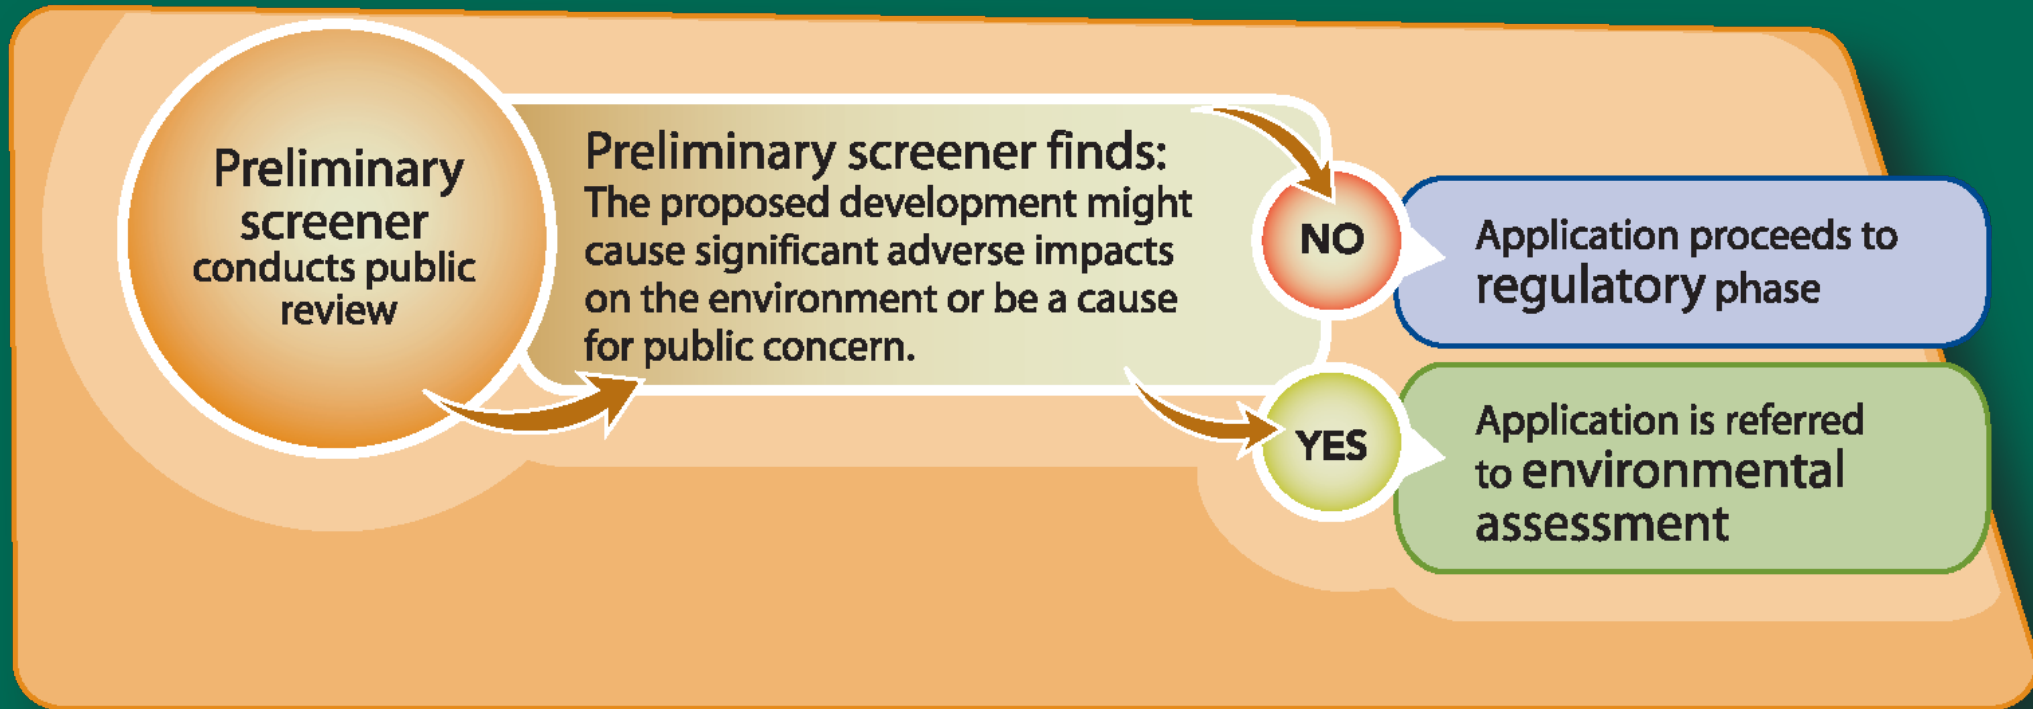 Preliminary
screener
conducts public
review
Preliminary screener finds:
The proposed development might
cause significant adverse impacts
on the environment or be a cause
for public concern.
NO
Application proceeds to
regulatory phase
YES
Application is referred
to environmental
assessment